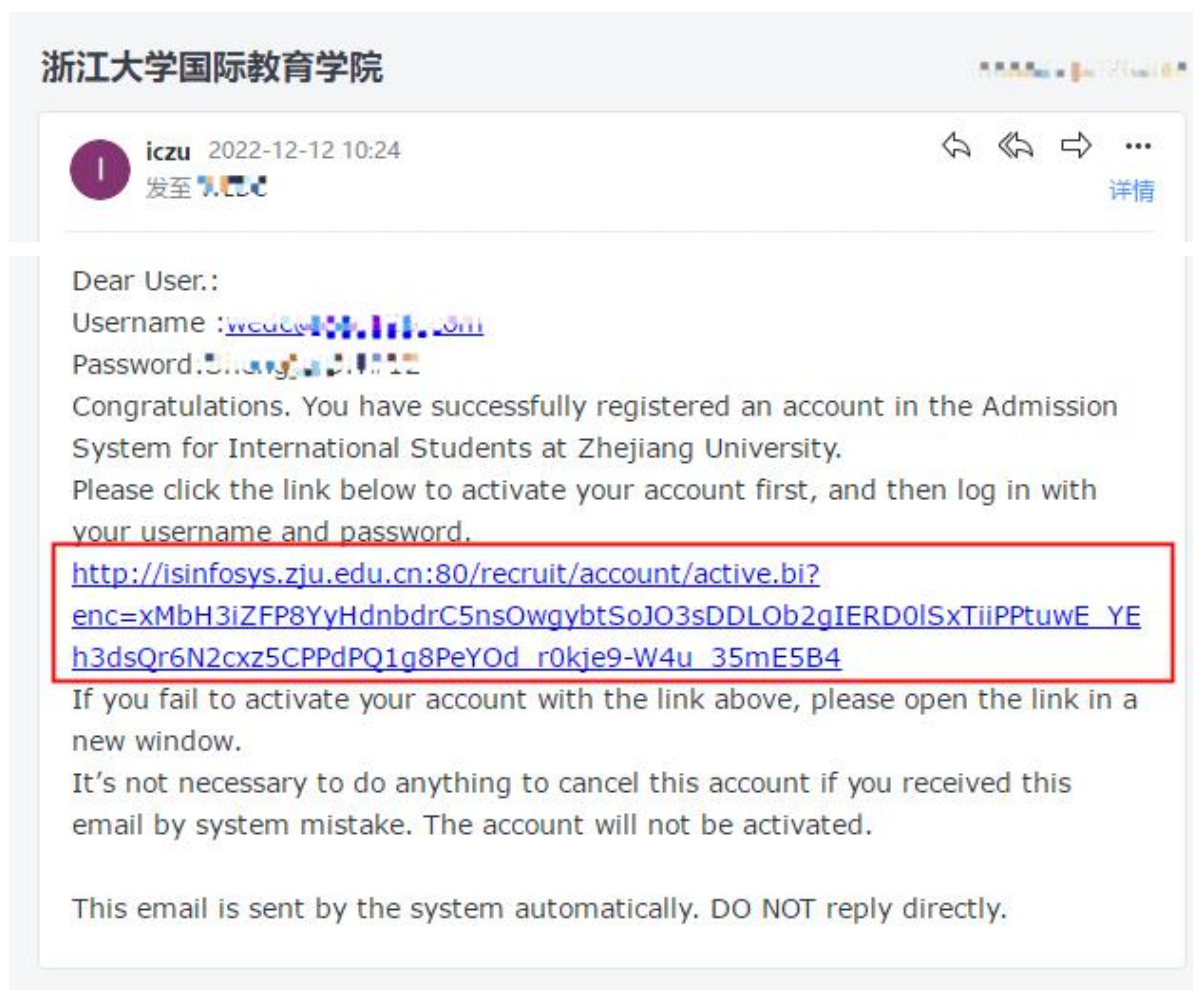 浙江大学国际教育学院
I
iczu 2022-12-12 10:24
发至
详情
Dear User.:
Username :
Password:
Congratulations. You have successfully registered an account in the Admission
System for International Students at Zhejiang University.
Please click the link below to activate your account first, and then log in with
your username and password.
http://isinfosys.zju.edu.cn:80/recruit/account/active.bi?
enc=xMbH3iZFP8YyHdnbdrC5nsOwgybtSoJO3sDDLOb2gIERD0lSxTiiPPtuwE_YE
h3dsQr6N2cxz5CPPdPQ1g8PeYOd_r0kje9-W4u_35mE5B4
If you fail to activate your account with the link above, please open the link in a
new window.
It’s not necessary to do anything to cancel this account if you received this
email by system mistake. The account will not be activated.
This email is sent by the system automatically. DO NOT reply directly.